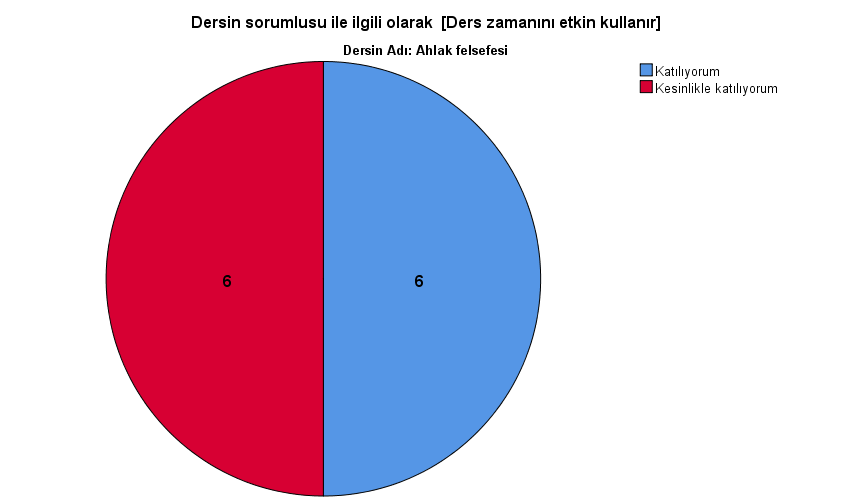 Dersin sorumlusu ile ilgili olarak  [Ders zamanını etkin kullanır]
Dersin Adı: Ahlak felsefesi
Katılıyorum
Kesinlikle katılıyorum
6
6